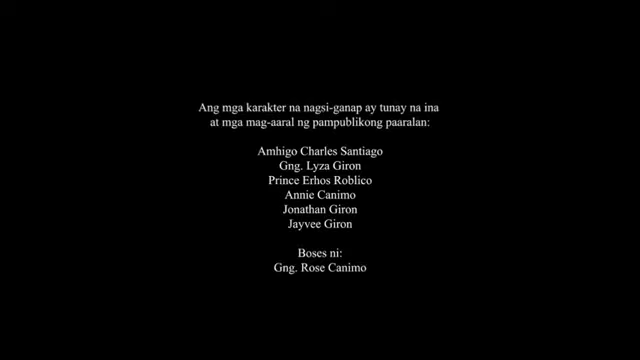 Ang mga karakter na nagsi-ganap ay tunay na ina
at mga mag-aaral ng pampublikong paaralan:
Amhigo Charles Santiago
Gng. Lyza Giron
Prince Erhos Roblico
Annie Canimo
Jonathan Giron
Jayvee Giron
Boses ni:
Gng. Rose Canimo